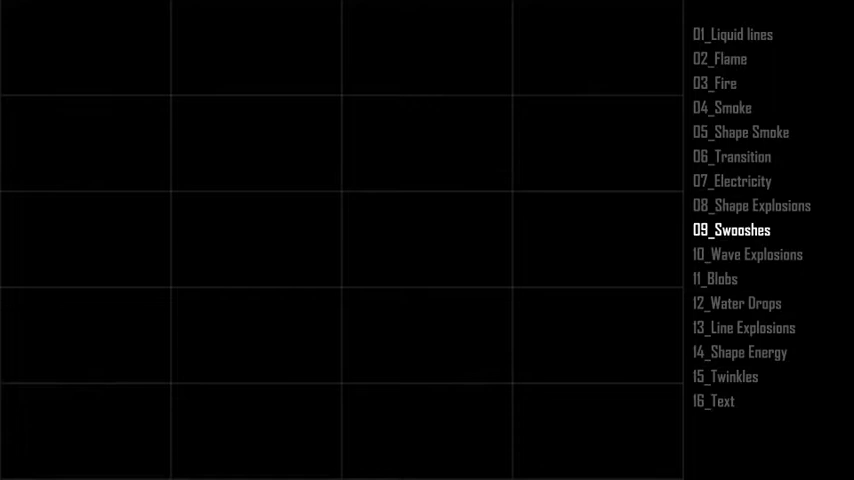 01_Liquid lines
02_Flame
03_Fire
04_Smoke
05_Shape Smoke
06_Transition
07_Electricity
08_Shape Explosions
09_Swooshes
10_Wave Explosions
11_Blobs
12_Water Drops
13_Line Explosions
14_Shape Energy
15_Twinkles
16_Text